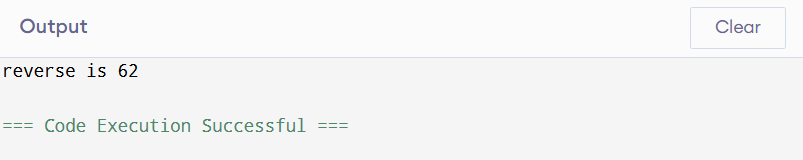 Output
Clear
reverse is 62
=== Code Execution Successful ===